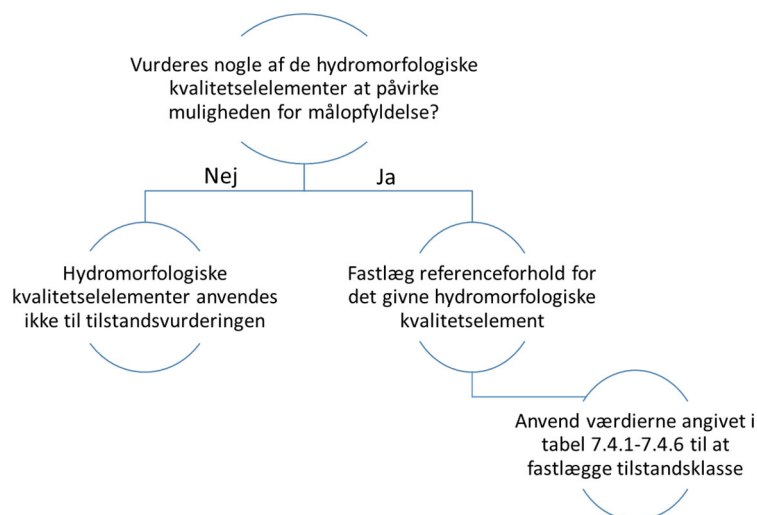 Vurderes nogle af de hydromorfologiske
kvalitetselelementer at påvirke
muligheden for målopfyldelse?
Nej
Ja
Hydromorfologiske
kvalitetselelementer anvendes
ikke til tilstandsvurderingen
Fastlæg referenceforhold for
det givne hydromorfologiske
kvalitetselement
Anvend værdierne angivet i
tabel 7.4.1-7.4.6 til at
fastlægge tilstandsklasse